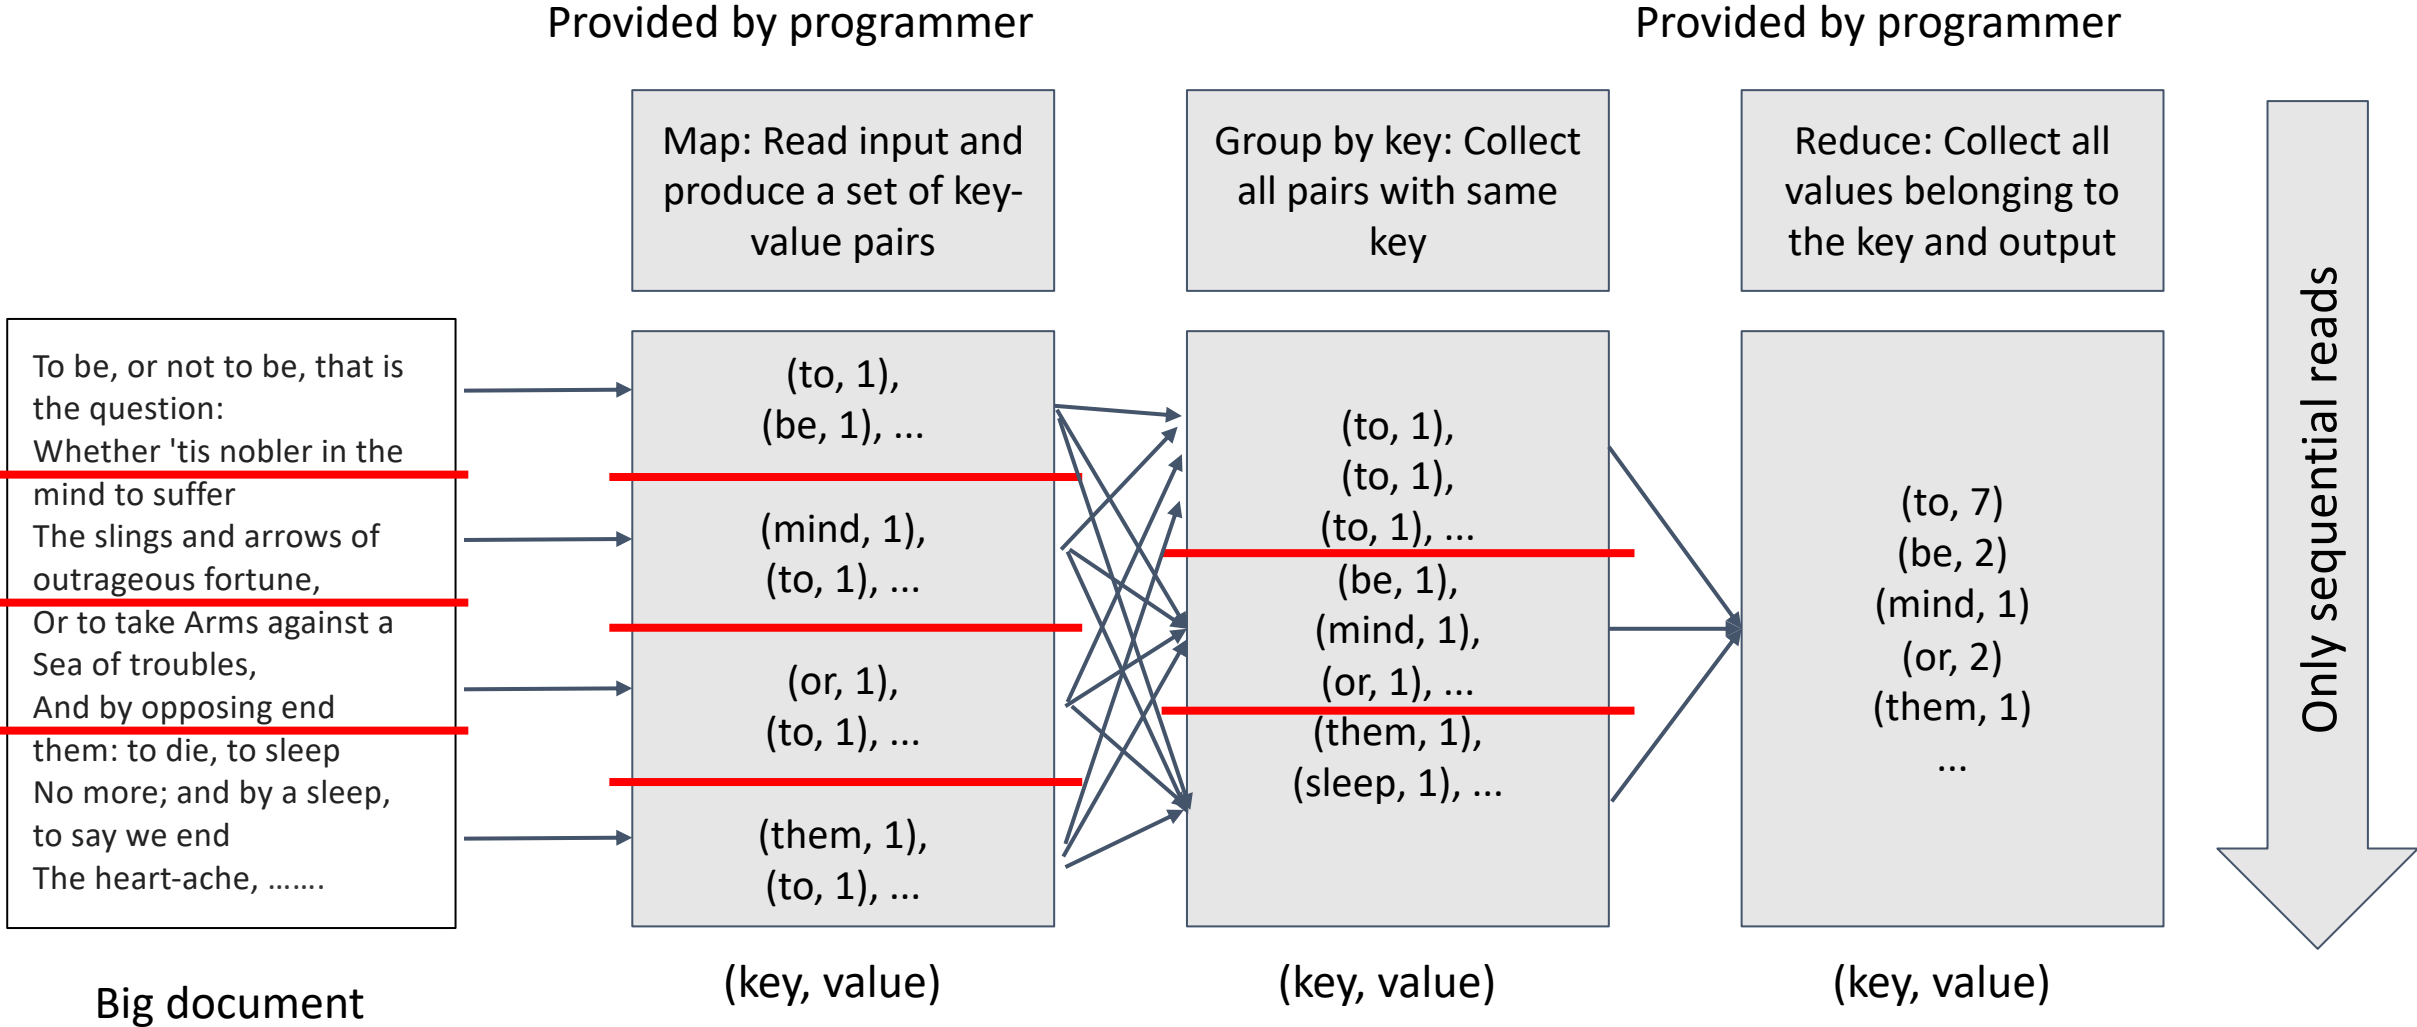 Provided by programmer
Provided by programmer
Map: Read input and
produce a set of key-
value pairs
Group by key: Collect
all pairs with same
key
Reduce: Collect all
values belonging to
the key and output
To be, or not to be, that is
the question:
Whether 'tis nobler in the
mind to suffer
The slings and arrows of
outrageous fortune,
Or to take Arms against a
Sea of troubles,
And by opposing end
them: to die, to sleep
No more; and by a sleep,
to say we end
The heart-ache, .......
Big document
(to, 1),
(be, 1), ...
(mind, 1),
(to, 1), ...
(or, 1),
(to, 1), ...
(them, 1),
(to, 1), ...
(key, value)
(to, 1),
(to, 1),
(to, 1), ...
(be, 1),
(mind, 1),
(or, 1), ...
(them, 1),
(sleep, 1), ...
(key, value)
(to, 7)
(be, 2)
(mind, 1)
(or, 2)
(them, 1)
...
(key, value)
Only sequential reads